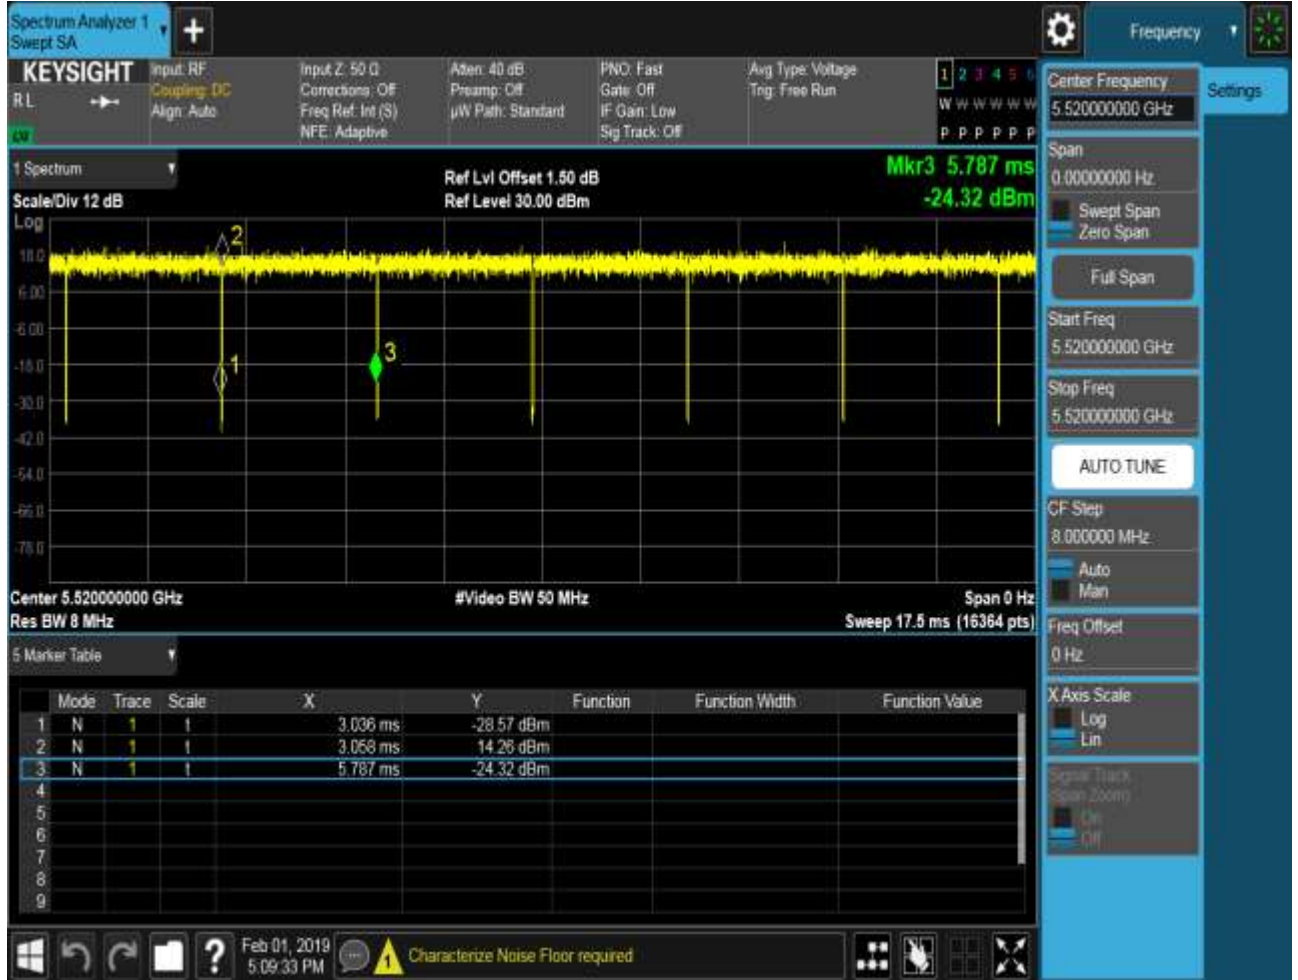 Spectrum Analyzer 1
Swept SA
+
Frequency
KEYSIGHT
R L
Input: RF
Coupling: DC
Align: Auto
Input Z: 50 Ω
Corrections: Off
Freq Ref: Int (S)
NFE: Adaptive
Atten: 40 dB
Preamp: Off
µW Path: Standard
PNO: Fast
Gate: Off
IF Gain: Low
Sig Track: Off
Avg Type: Voltage
Trig: Free Run
1 2 3 4 5 6
W W W W W W
P P P P P P
1 Spectrum
Scale/Div 12 dB
Ref Lvl Offset 1.50 dB
Ref Level 30.00 dBm
Mkr3 5.787 ms
-24.32 dBm
Log
18.0
6.00
-6.00
-18.0
-30.0
-42.0
-54.0
-66.0
-78.0
2
1
3
Center 5.520000000 GHz
#Video BW 50 MHz
Span 0 Hz
Res BW 8 MHz
Sweep 17.5 ms (16364 pts)
5 Marker Table
Mode Trace Scale X Y Function Function Width Function Value
1 N 1 t 3.036 ms -28.57 dBm
2 N 1 t 3.058 ms 14.26 dBm
3 N 1 t 5.787 ms -24.32 dBm
4
5
6
7
8
9
Center Frequency
5.520000000 GHz
Settings
Span
0.00000000 Hz
Swept Span
Zero Span
Full Span
Start Freq
5.520000000 GHz
Stop Freq
5.520000000 GHz
AUTO TUNE
CF Step
8.000000 MHz
Auto
Man
Freq Offset
0 Hz
X Axis Scale
Log
Lin
Signal Track
(Span Zoom)
On
Off
?
Feb 01, 2019
5:09:33 PM
1
Characterize Noise Floor required